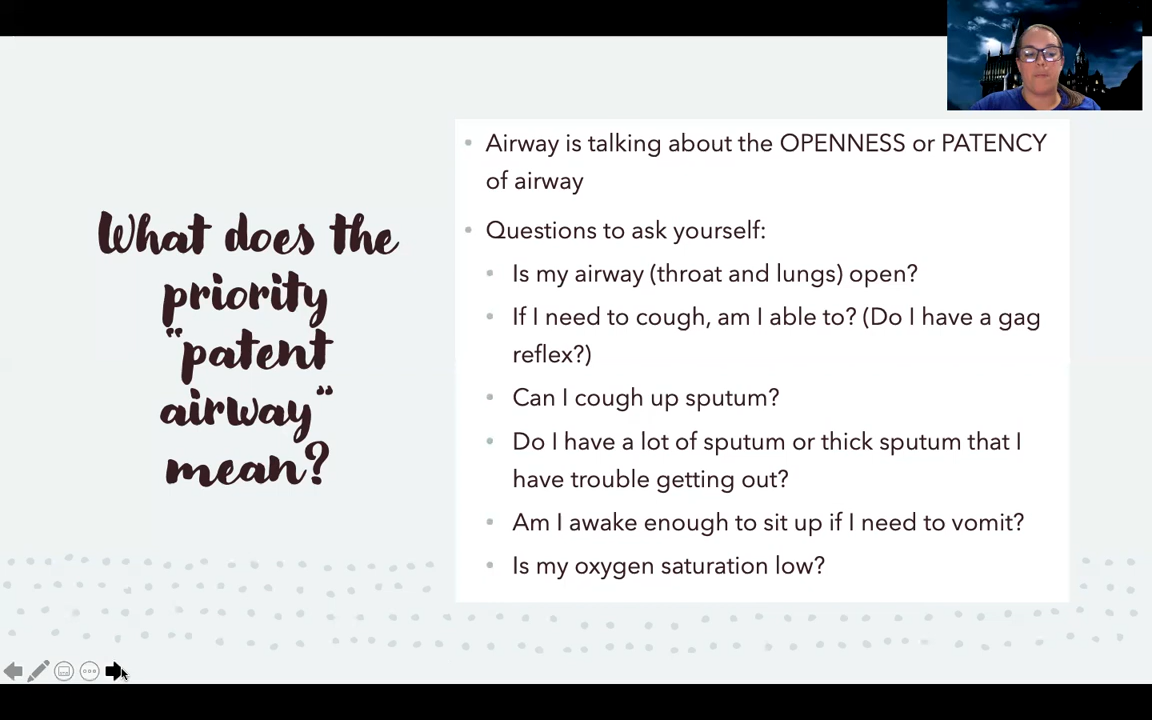 What does the
priority
"patent
airway"
mean?
• Airway is talking about the OPENNESS or PATENCY
of airway
• Questions to ask yourself:
• Is my airway (throat and lungs) open?
• If I need to cough, am I able to? (Do I have a gag
reflex?)
• Can I cough up sputum?
• Do I have a lot of sputum or thick sputum that I
have trouble getting out?
• Am I awake enough to sit up if I need to vomit?
• Is my oxygen saturation low?